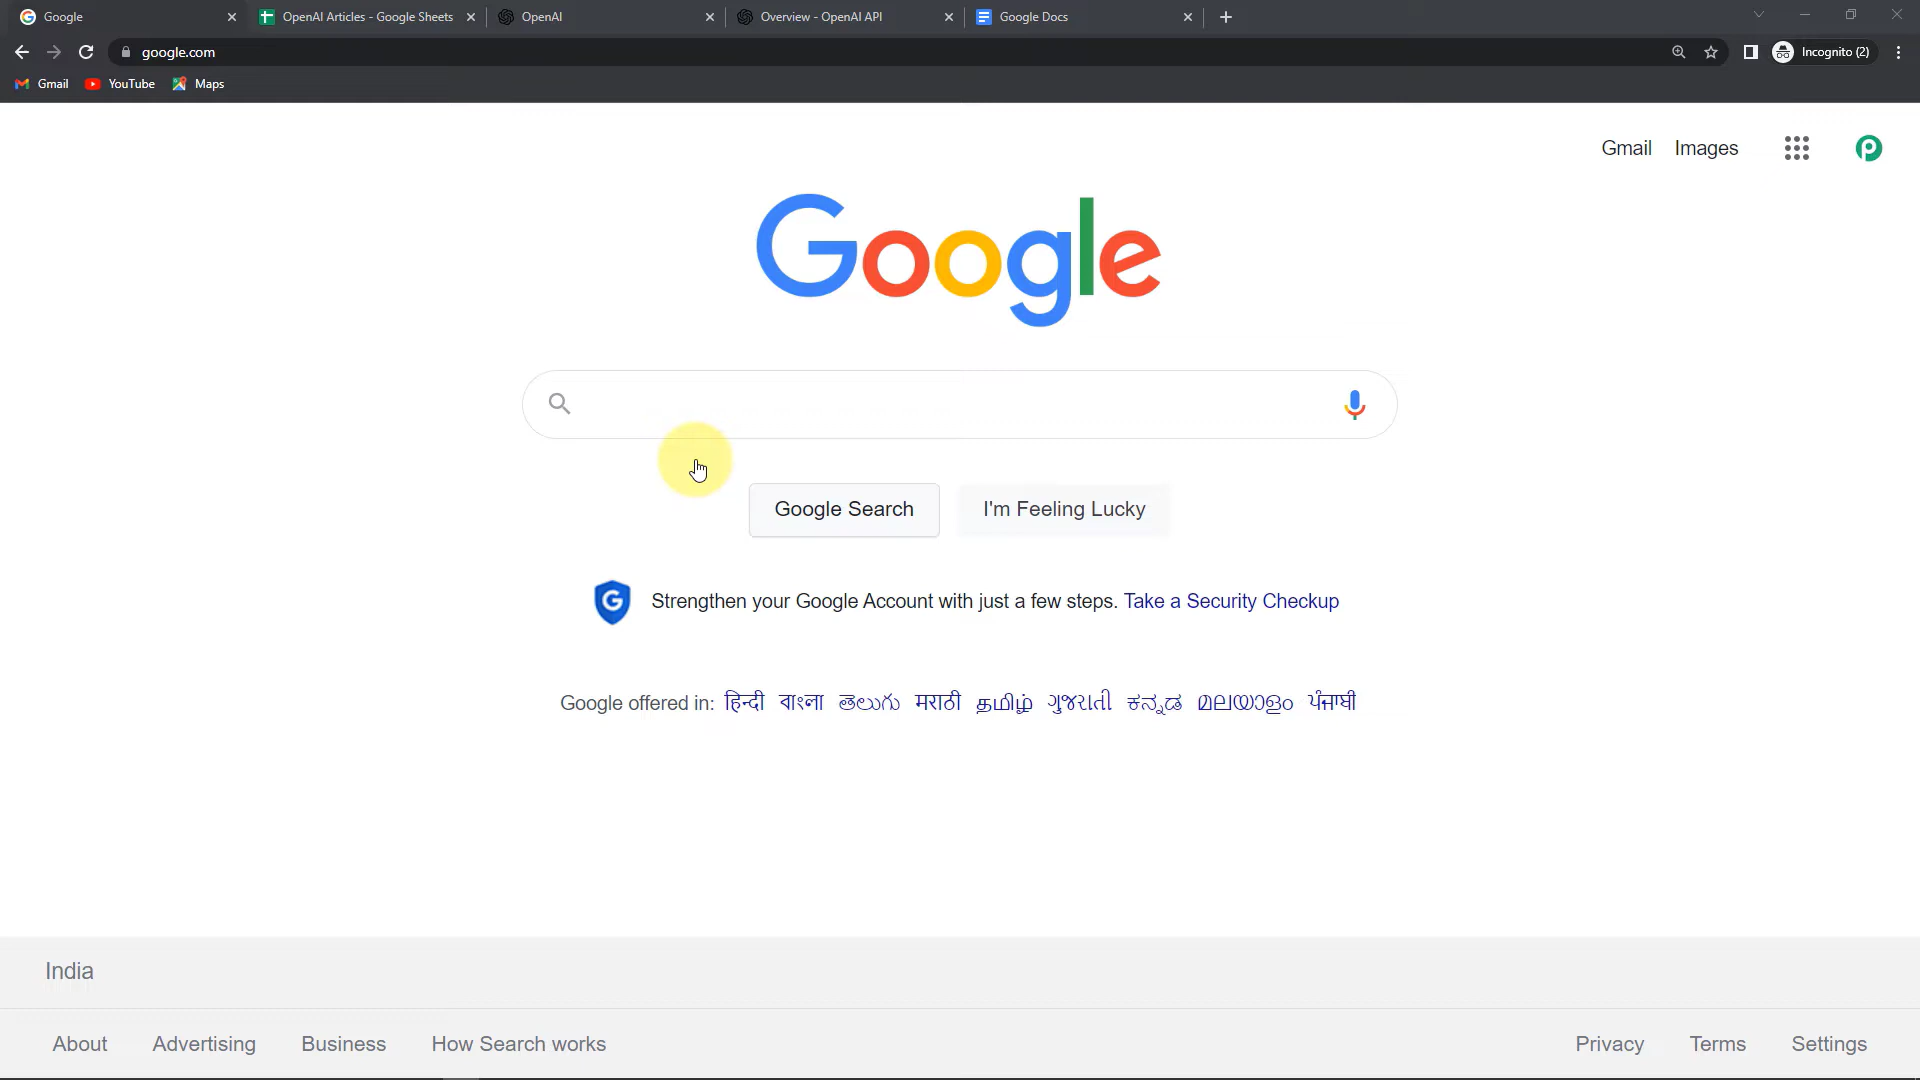 Google
OpenAI Articles - Google Sheets
OpenAI
Overview - OpenAI API
Google Docs
google.com
Incognito (2)
Gmail
YouTube
Maps
Gmail
Images
Google
Google Search
I'm Feeling Lucky
Strengthen your Google Account with just a few steps. Take a Security Checkup
Google offered in: हिन्दी বাংলা తెలుగు मराठी தமிழ் ગુજરાતી ಕನ್ನಡ മലയാളം ਪੰਜਾਬੀ
India
About
Advertising
Business
How Search works
Privacy
Terms
Settings